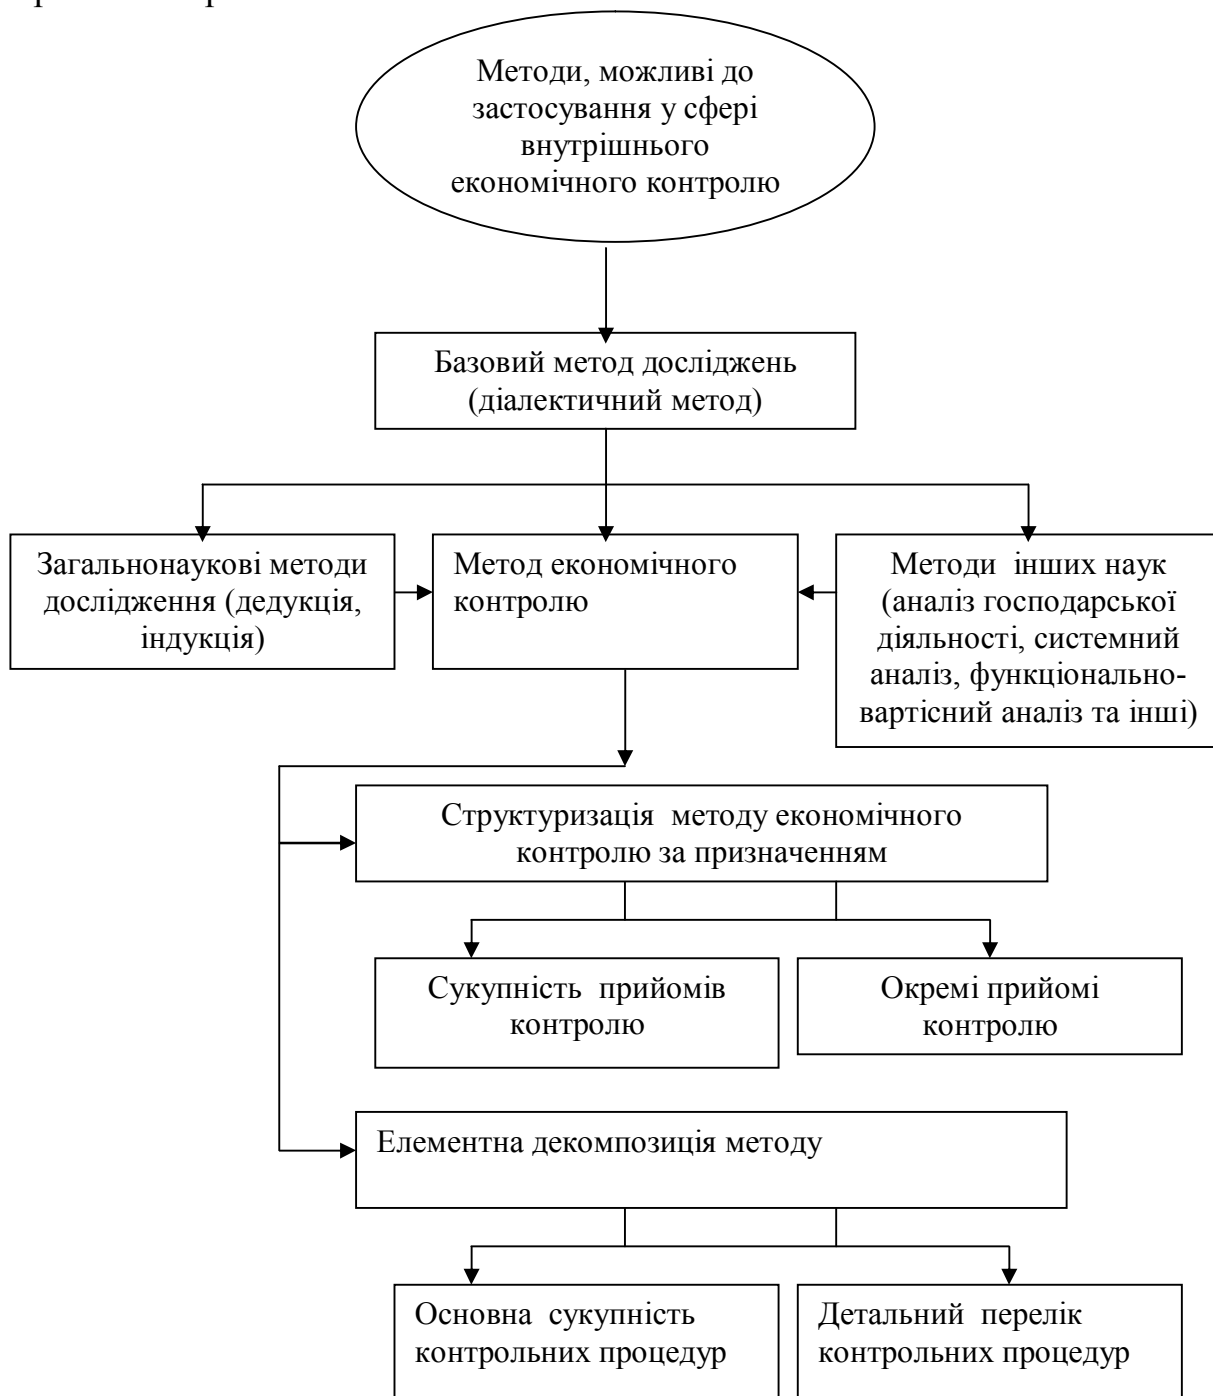 Методи, можливі до
застосування у сфері
внутрішнього
економічного контролю
Базовий метод досліджень
(діалектичний метод)
Загальнонаукові методи
дослідження (дедукція,
індукція)
Метод економічного
контролю
Методи інших наук
(аналіз господарської
діяльності, системний
аналіз, функціонально-
вартісний аналіз та інші)
Структуризація методу економічного
контролю за призначенням
Сукупність прийомів
контролю
Окремі прийомі
контролю
Елементна декомпозиція методу
Основна сукупність
контрольних процедур
Детальний перелік
контрольних процедур